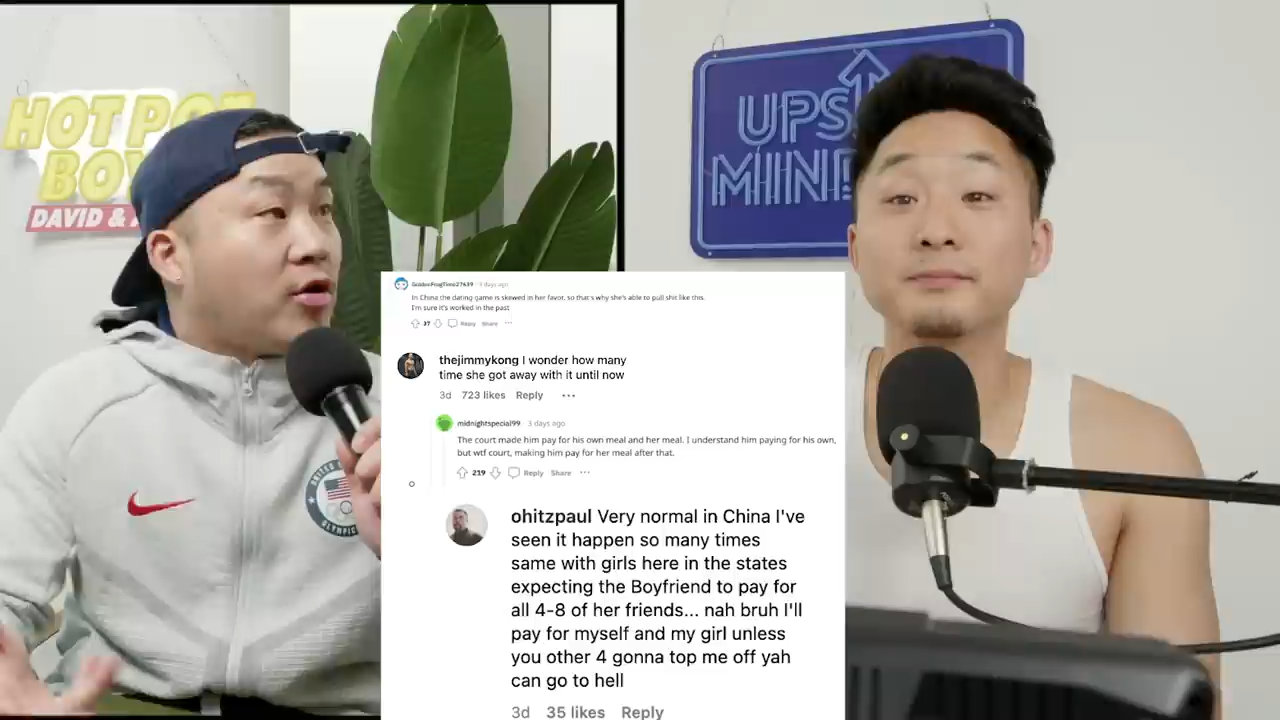 HOT PO
BOY
DAVID & A
UPS
MIND
GoldenFrogTime27639 · 3 days ago
In China the dating game is skewed in her favor. so that's why she's able to pull shit like this.
I'm sure it's worked in the past
37 Reply Share ...
thejimmykong I wonder how many
time she got away with it until now
3d 723 likes Reply ...
midnightspecial99 · 3 days ago
The court made him pay for his own meal and her meal. I understand him paying for his own,
but wtf court, making him pay for her meal after that.
219 Reply Share ...
ohitzpaul Very normal in China I've
seen it happen so many times
same with girls here in the states
expecting the Boyfriend to pay for
all 4-8 of her friends... nah bruh I'll
pay for myself and my girl unless
you other 4 gonna top me off yah
can go to hell
3d 35 likes Reply